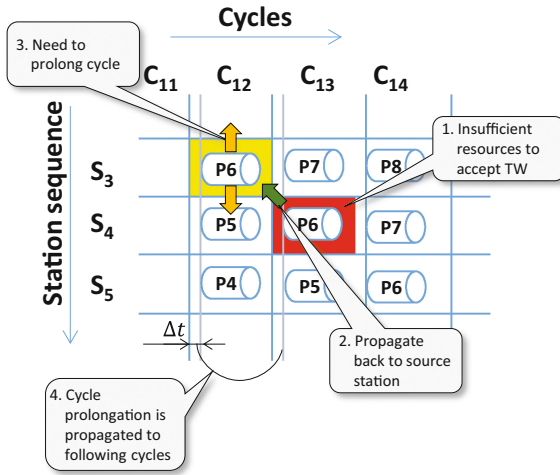 Cycles
3. Need to
prolong cycle
C11 C12 C13 C14
1. Insufficient
resources to
accept TW
Station sequence
S3 P6 P7 P8
S4 P5 P6 P7
S5 P4 P5 P6
Δt
2. Propagate
back to source
station
4. Cycle
prolongation is
propagated to
following cycles